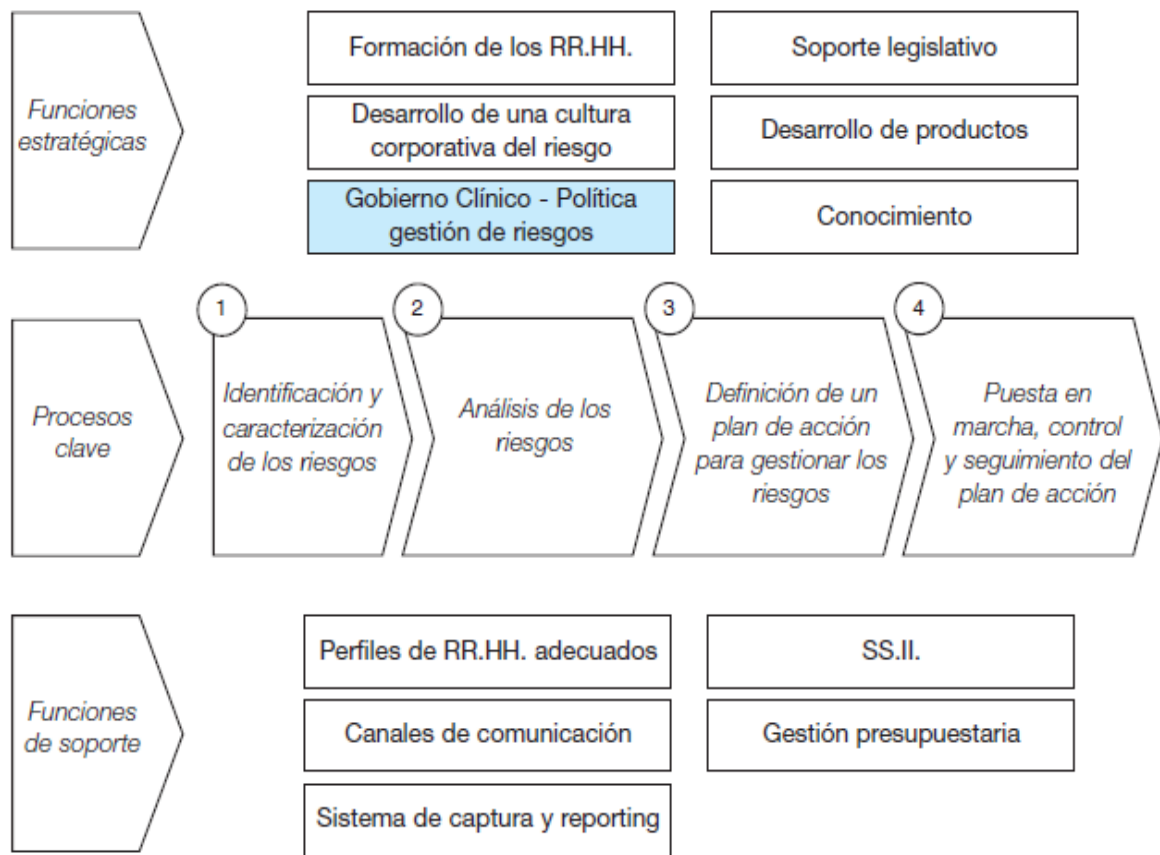 Funciones
estratégicas
Formación de los RR.HH.
Soporte legislativo
Desarrollo de una cultura
corporativa del riesgo
Desarrollo de productos
Gobierno Clínico - Política
gestión de riesgos
Conocimiento
Procesos
clave
1
Identificación y
caracterización
de los riesgos
2
Análisis de los
riesgos
3
Definición de un
plan de acción
para gestionar los
riesgos
4
Puesta en
marcha, control
y seguimiento del
plan de acción
Funciones
de soporte
Perfiles de RR.HH. adecuados
SS.II.
Canales de comunicación
Gestión presupuestaria
Sistema de captura y reporting